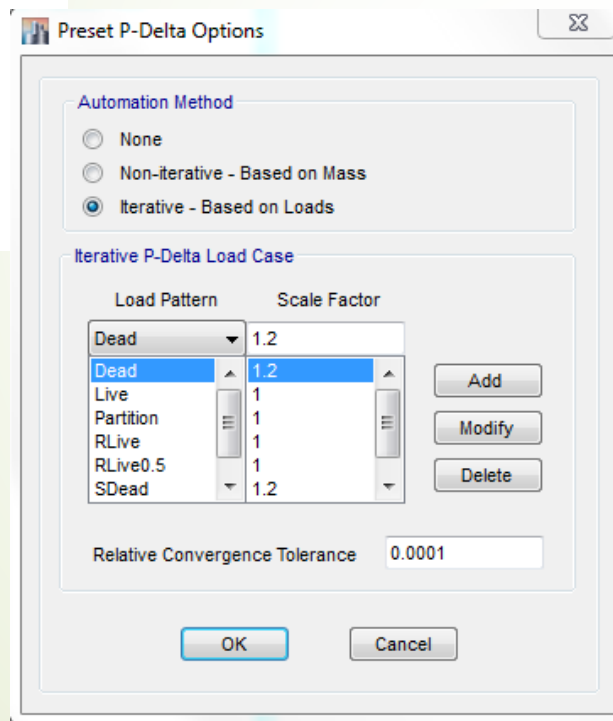 Preset P-Delta Options
Automation Method
None
Non-iterative - Based on Mass
Iterative - Based on Loads
Iterative P-Delta Load Case
Load Pattern Scale Factor
Dead 1.2
Dead 1.2
Live 1
Partition 1
RLive 1
RLive0.5 1
SDead 1.2
Add
Modify
Delete
Relative Convergence Tolerance 0.0001
OK Cancel